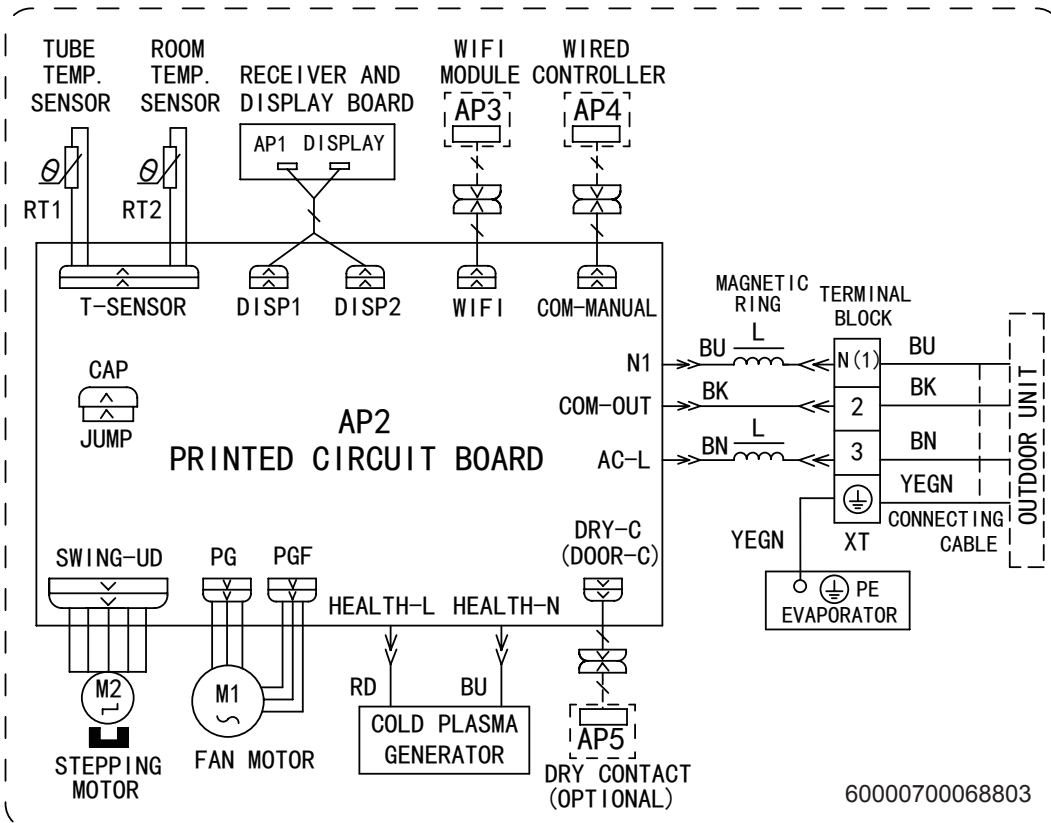 TUBE
TEMP.
SENSOR
ROOM
TEMP.
SENSOR
RECEIVER AND
DISPLAY BOARD
WIFI
MODULE
WIRED
CONTROLLER
AP1 DISPLAY
AP3
AP4
θ
RT1
θ
RT2
T-SENSOR
DISP1
DISP2
WIFI
COM-MANUAL
MAGNETIC
RING
TERMINAL
BLOCK
CAP
JUMP
AP2
PRINTED CIRCUIT BOARD
N1
BU
L
N(1)
BU
COM-OUT
BK
2
BK
AC-L
BN
L
3
BN
YEGN
XT
CONNECTING
CABLE
OUTDOOR UNIT
YEGN
PE
EVAPORATOR
SWING-UD
PG
PGF
DRY-C
(DOOR-C)
HEALTH-L
HEALTH-N
M2
STEPPING
MOTOR
M1
FAN MOTOR
RD
BU
COLD PLASMA
GENERATOR
AP5
DRY CONTACT
(OPTIONAL)
60000700068803